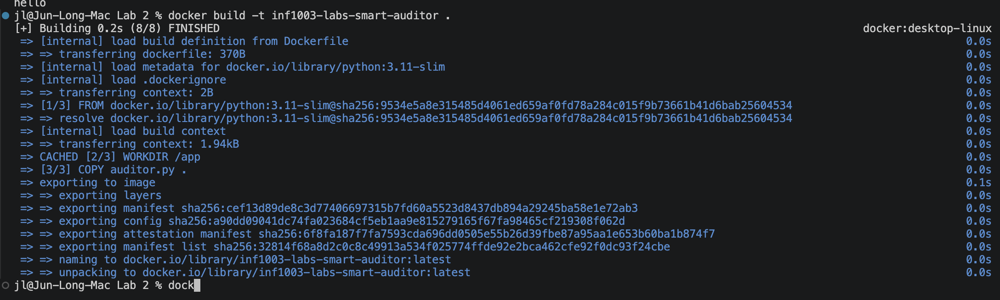 hello
jl@Jun-Long-Mac Lab 2 % docker build -t inf1003-labs-smart-auditor .
[+] Building 0.2s (8/8) FINISHED docker:desktop-linux
=> [internal] load build definition from Dockerfile 0.0s
=> => transferring dockerfile: 370B 0.0s
=> [internal] load metadata for docker.io/library/python:3.11-slim 0.0s
=> [internal] load .dockerignore 0.0s
=> => transferring context: 2B 0.0s
=> [1/3] FROM docker.io/library/python:3.11-slim@sha256:9534e5a8e315485d4061ed659af0fd78a284c015f9b73661b41d6bab25604534 0.0s
=> => resolve docker.io/library/python:3.11-slim@sha256:9534e5a8e315485d4061ed659af0fd78a284c015f9b73661b41d6bab25604534 0.0s
=> [internal] load build context 0.0s
=> => transferring context: 1.94kB 0.0s
=> CACHED [2/3] WORKDIR /app 0.0s
=> [3/3] COPY auditor.py . 0.0s
=> exporting to image 0.1s
=> => exporting layers 0.0s
=> => exporting manifest sha256:cef13d89de8c3d77406697315b7fd60a5523d8437db894a29245ba58e1e72ab3 0.0s
=> => exporting config sha256:a90dd09041dc74fa023684cf5eb1aa9e815279165f67fa98465cf219308f062d 0.0s
=> => exporting attestation manifest sha256:6f8fa187f7fa7593cda696dd0505e55b26d39fbe87a95aa1e653b60ba1b874f7 0.0s
=> => exporting manifest list sha256:32814f68a8d2c0c8c49913a534f025774ffde92e2bca462cfe92f0dc93f24cbe 0.0s
=> => naming to docker.io/library/inf1003-labs-smart-auditor:latest 0.0s
=> => unpacking to docker.io/library/inf1003-labs-smart-auditor:latest 0.0s
jl@Jun-Long-Mac Lab 2 % dock